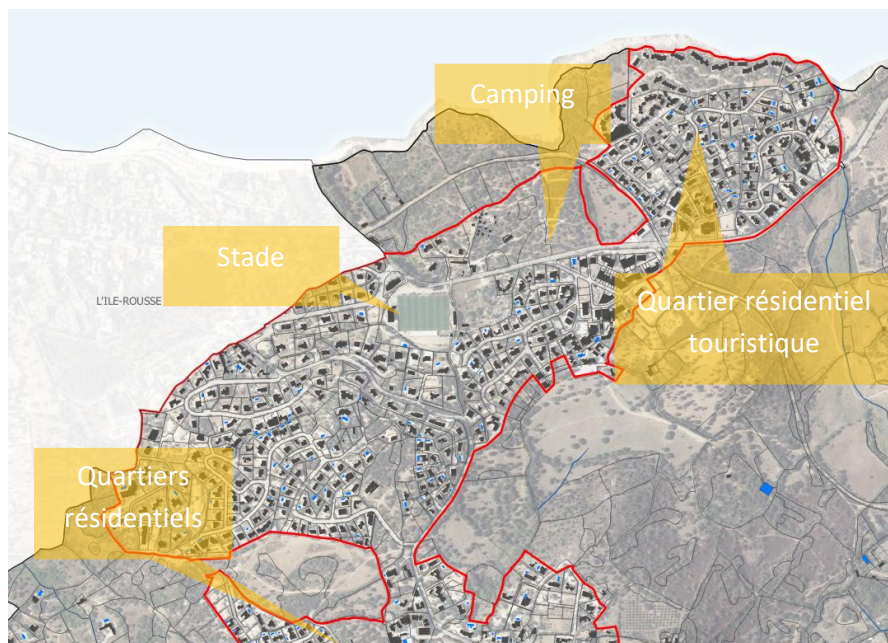 Camping
Stade
L'ILE-ROUSSE
Quartier résidentiel
touristique
Quartiers
résidentiels